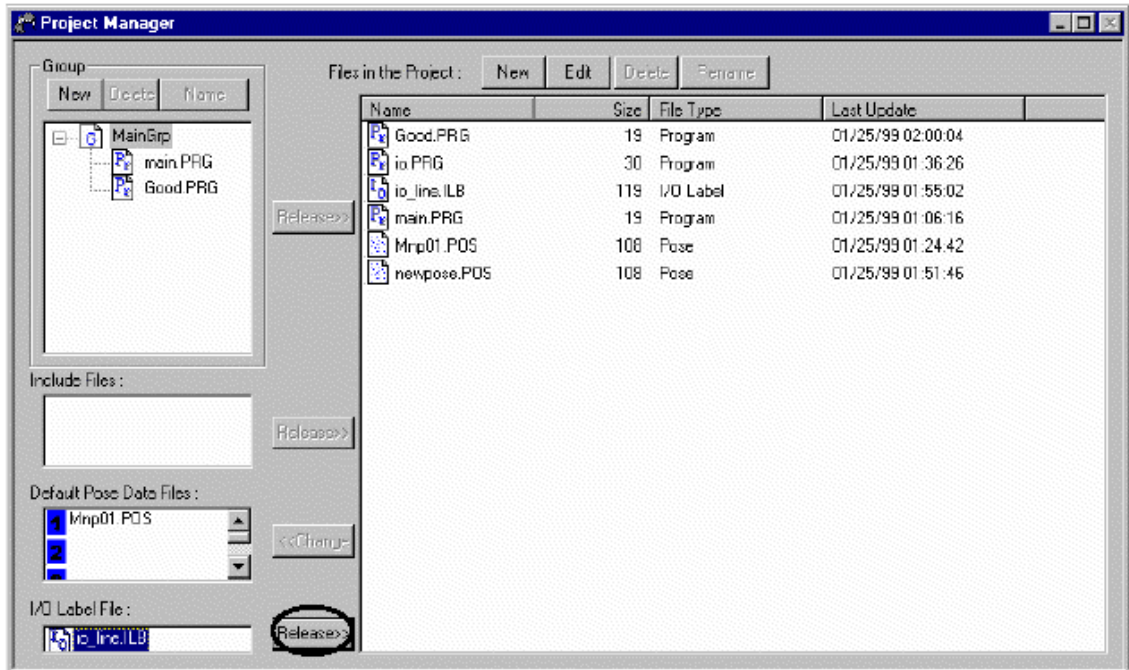 Project Manager
Group
New Delete Name
MainGrp
main.PRG
Good.PRG
Release>>
Include Files :
Release>>
Default Pose Data Files :
1 Mnp01.POS
2
<<Change
I/O Label File :
io_line.ILB
Release>>
Files in the Project : New Edit Delete Rename
Name Size File Type Last Update
Good.PRG 19 Program 01/25/99 02:00:04
io.PRG 30 Program 01/25/99 01:36:26
io_line.ILB 119 I/O Label 01/25/99 01:55:02
main.PRG 19 Program 01/25/99 01:06:16
Mnp01.POS 108 Pose 01/25/99 01:24:42
newpose.POS 108 Pose 01/25/99 01:51:46